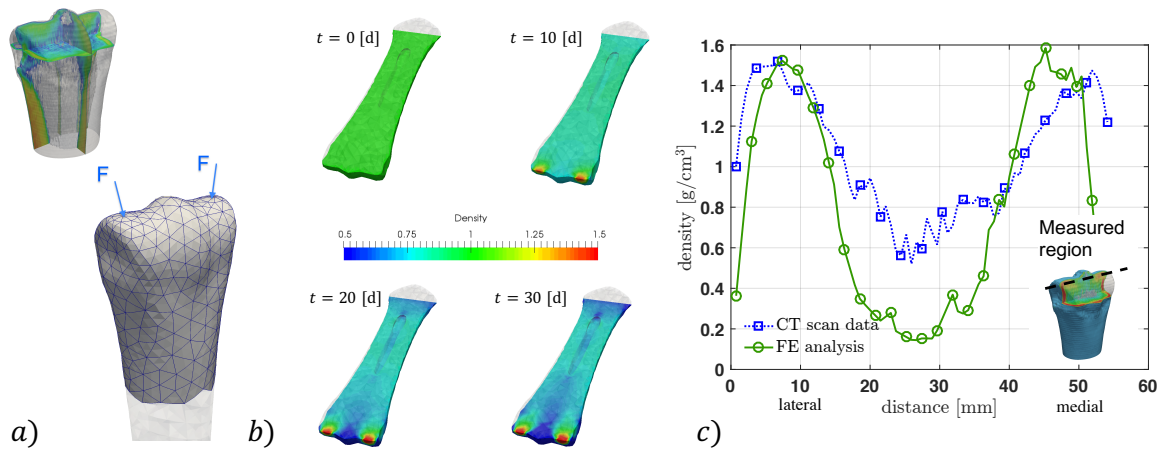 F
F
a)
t = 0 [d]
t = 10 [d]
Density
0.5
0.75
1
1.25
1.5
t = 20 [d]
t = 30 [d]
b)
1.6
1.4
1.2
1
0.8
0.6
0.4
0.2
0
density [g/cm³]
CT scan data
FE analysis
Measured
region
0
10
20
30
40
50
60
lateral
distance [mm]
medial
c)